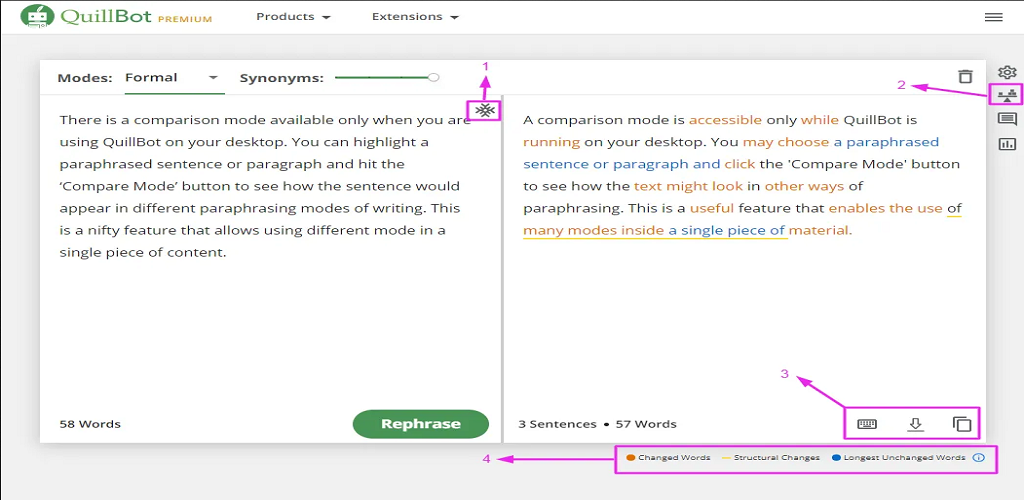 QuillBot PREMIUM Products Extensions
Modes: Formal Synonyms:
1
2
There is a comparison mode available only when you are
using QuillBot on your desktop. You can highlight a
paraphrased sentence or paragraph and hit the
‘Compare Mode’ button to see how the sentence would
appear in different paraphrasing modes of writing. This
is a nifty feature that allows using different mode in a
single piece of content.
A comparison mode is accessible only while QuillBot is
running on your desktop. You may choose a paraphrased
sentence or paragraph and click the 'Compare Mode' button
to see how the text might look in other ways of
paraphrasing. This is a useful feature that enables the use of
many modes inside a single piece of material.
3
58 Words
Rephrase
3 Sentences • 57 Words
4
Changed Words Structural Changes Longest Unchanged Words